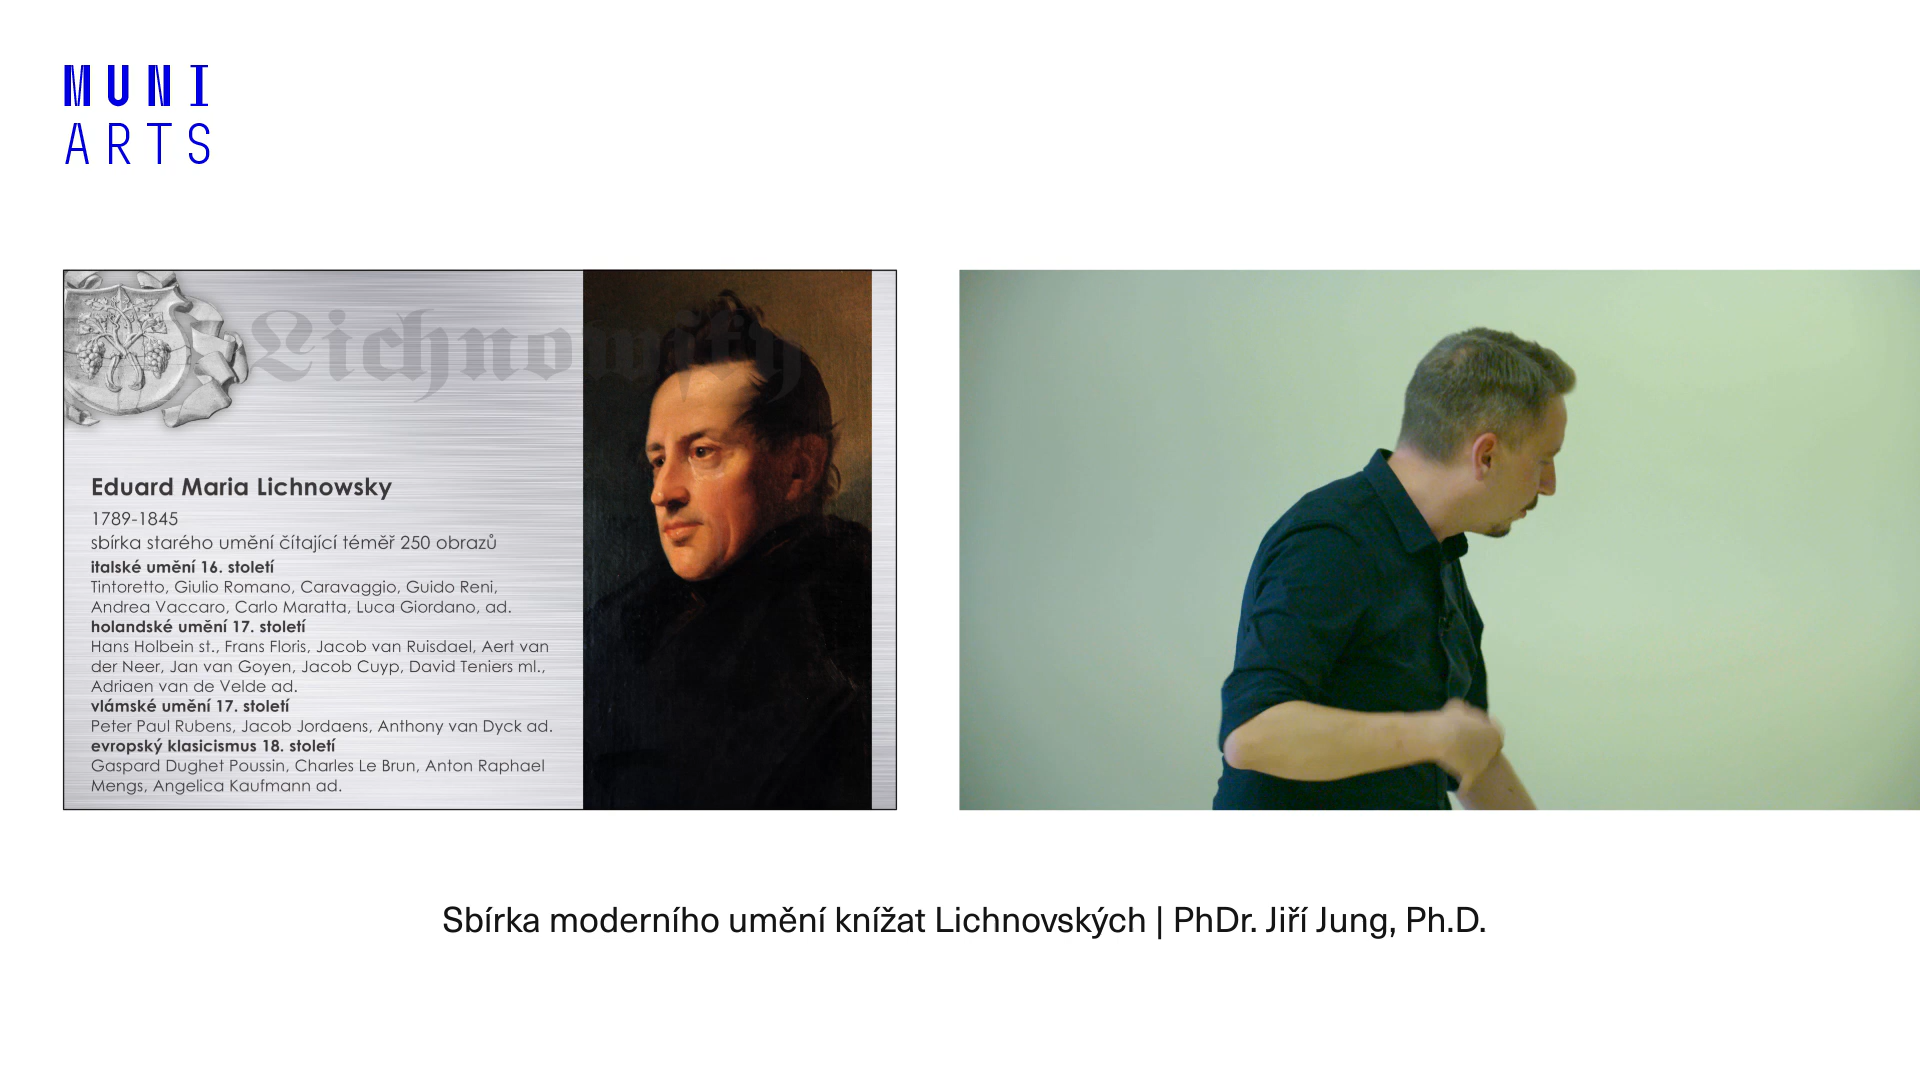 MUNI
ARTS
Lichnowsky
Eduard Maria Lichnowsky
1789-1845
sbírka starého umění čítající téměř 250 obrazů
italské umění 16. století
Tintoretto, Giulio Romano, Caravaggio, Guido Reni,
Andrea Vaccaro, Carlo Maratta, Luca Giordano, ad.
holandské umění 17. století
Hans Holbein st., Frans Floris, Jacob van Ruisdael, Aert van
der Neer, Jan van Goyen, Jacob Cuyp, David Teniers ml.,
Adriaen van de Velde ad.
vlámské umění 17. století
Peter Paul Rubens, Jacob Jordaens, Anthony van Dyck ad.
evropský klasicismus 18. století
Gaspard Dughet Poussin, Charles Le Brun, Anton Raphael
Mengs, Angelica Kaufmann ad.
Sbírka moderního umění knížat Lichnovských | PhDr. Jiří Jung, Ph.D.